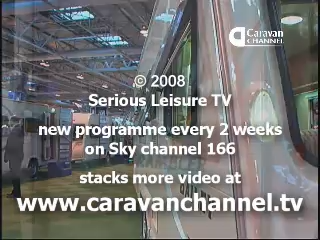 Caravan
CHANNEL
© 2008
Serious Leisure TV
new programme every 2 weeks
on Sky channel 166
stacks more video at
www.caravanchannel.tv